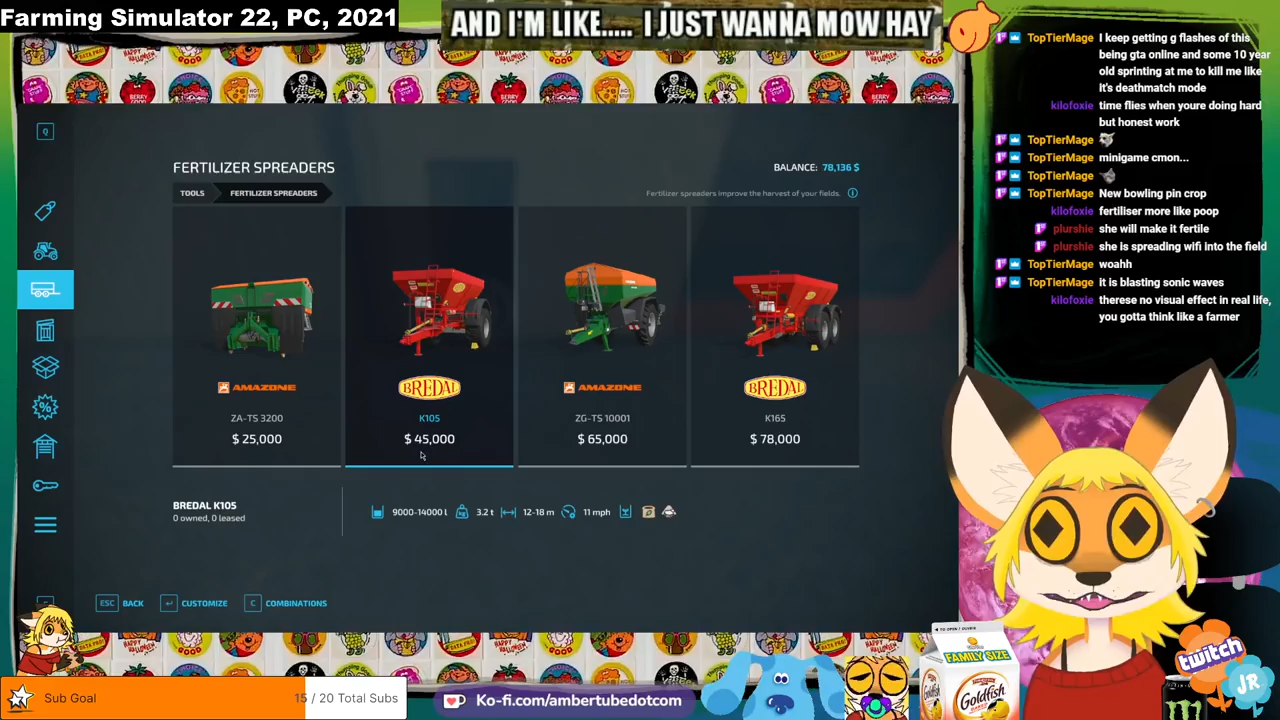 Farming Simulator 22, PC, 2021
AND I'M LIKE..... I JUST WANNA MOW HAY
Q
FERTILIZER SPREADERS
BALANCE: 78,136 $
TOOLS
FERTILIZER SPREADERS
Fertilizer spreaders improve the harvest of your fields.
AMAZONE
BREDAL
AMAZONE
BREDAL
ZA-TS 3200
K105
ZG-TS 10001
K165
$ 25,000
$ 45,000
$ 65,000
$ 78,000
BREDAL K105
0 owned, 0 leased
9000-14000 l
3.2 t
12-18 m
11 mph
ESC BACK
CUSTOMIZE
C COMBINATIONS
TopTierMage I keep getting g flashes of this
being gta online and some 10 year
old sprinting at me to kill me like
it's deathmatch mode
kilofoxie time flies when youre doing hard
but honest work
TopTierMage
TopTierMage minigame cmon...
TopTierMage
TopTierMage New bowling pin crop
kilofoxie fertiliser more like poop
plurshie she will make it fertile
plurshie she is spreading wifi into the field
TopTierMage woahh
TopTierMage it is blasting sonic waves
kilofoxie therese no visual effect in real life,
you gotta think like a farmer
Sub Goal
15 / 20 Total Subs
Ko-fi.com/ambertubedotcom
FAMILY SIZE
Goldfish
twitch
JR